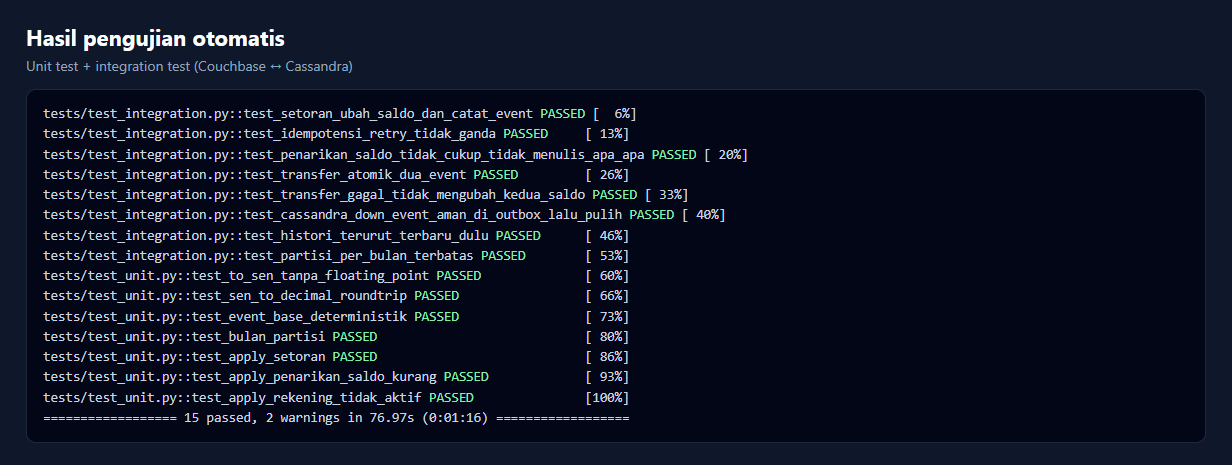 Hasil pengujian otomatis
Unit test + integration test (Couchbase ↔ Cassandra)
tests/test_integration.py::test_setoran_ubah_saldo_dan_catat_event PASSED [  6%]
tests/test_integration.py::test_idempotensi_retry_tidak_ganda PASSED     [ 13%]
tests/test_integration.py::test_penarikan_saldo_tidak_cukup_tidak_menulis_apa_apa PASSED [ 20%]
tests/test_integration.py::test_transfer_atomik_dua_event PASSED         [ 26%]
tests/test_integration.py::test_transfer_gagal_tidak_mengubah_kedua_saldo PASSED [ 33%]
tests/test_integration.py::test_cassandra_down_event_aman_di_outbox_lalu_pulih PASSED [ 40%]
tests/test_integration.py::test_histori_terurut_terbaru_dulu PASSED      [ 46%]
tests/test_integration.py::test_partisi_per_bulan_terbatas PASSED        [ 53%]
tests/test_unit.py::test_to_sen_tanpa_floating_point PASSED              [ 60%]
tests/test_unit.py::test_sen_to_decimal_roundtrip PASSED                 [ 66%]
tests/test_unit.py::test_event_base_deterministik PASSED                 [ 73%]
tests/test_unit.py::test_bulan_partisi PASSED                            [ 80%]
tests/test_unit.py::test_apply_setoran PASSED                            [ 86%]
tests/test_unit.py::test_apply_penarikan_saldo_kurang PASSED             [ 93%]
tests/test_unit.py::test_apply_rekening_tidak_aktif PASSED               [100%]
================== 15 passed, 2 warnings in 76.97s (0:01:16) ==================